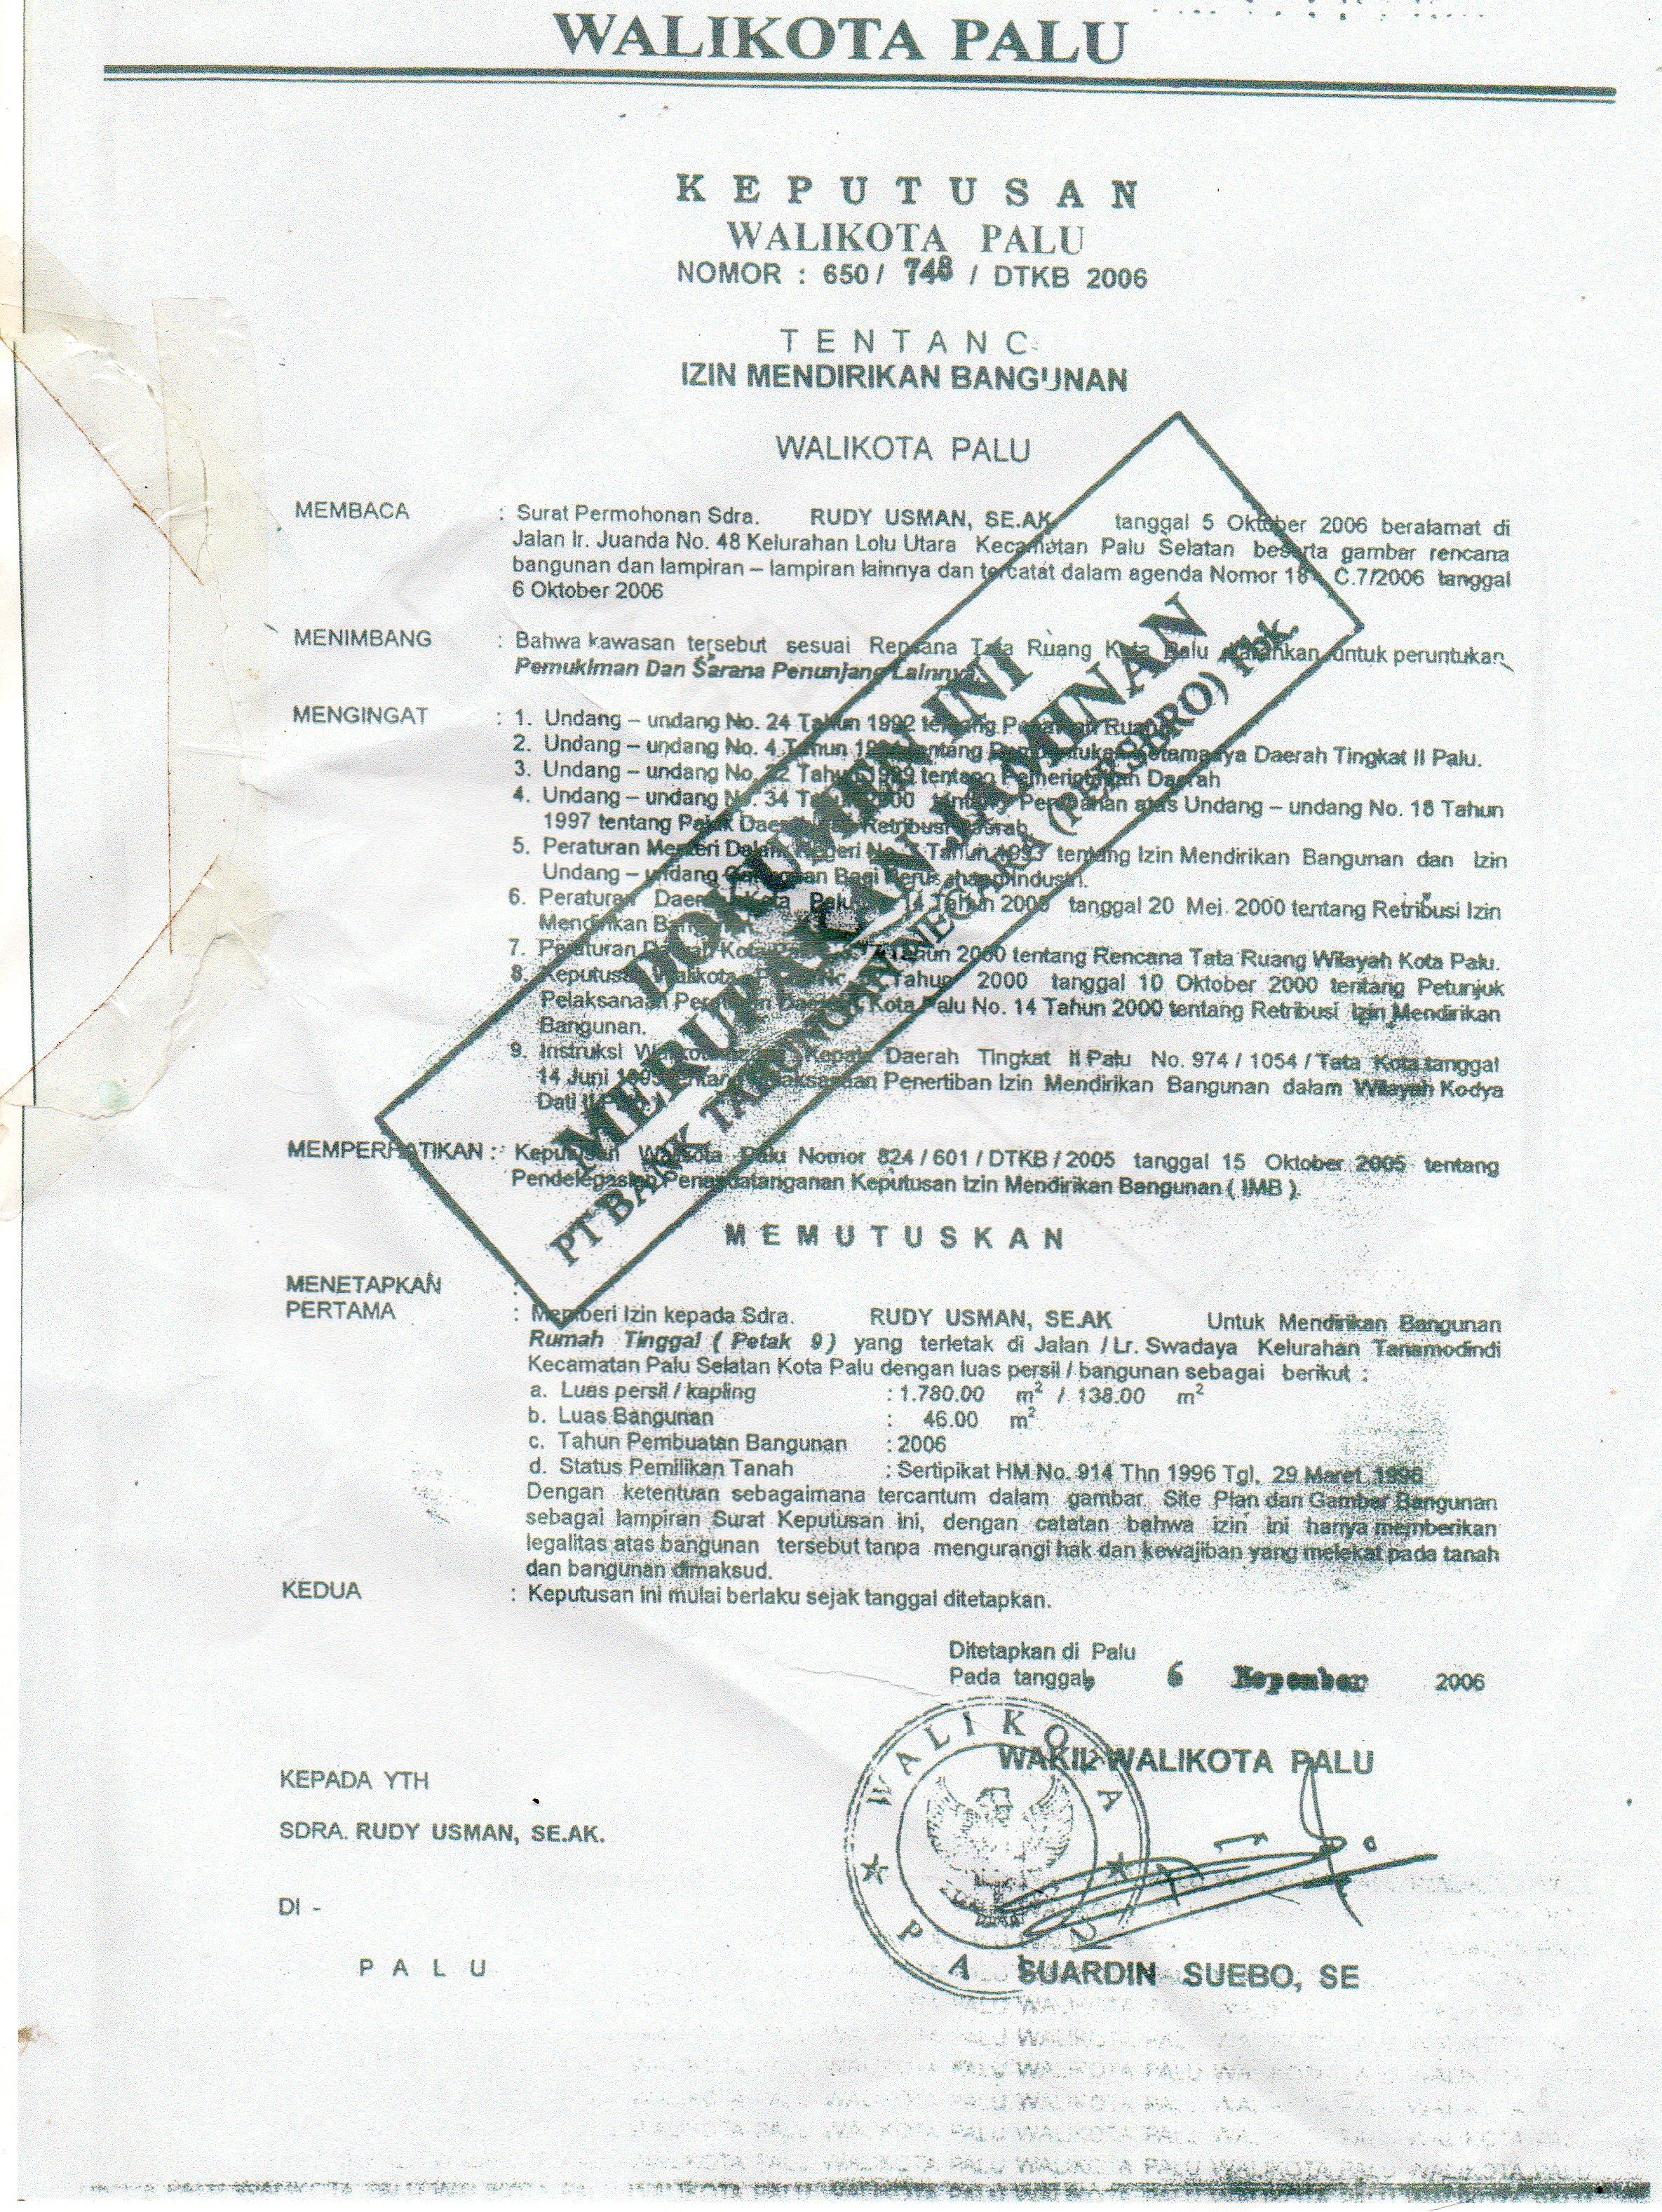 WALIKOTA PALU
KEPUTUSAN
WALIKOTA PALU
NOMOR : 650 / 748 / DTKB 2006
TENTANG
IZIN MENDIRIKAN BANGUNAN
WALIKOTA PALU
MEMBACA : Surat Permohonan Sdra. RUDY USMAN, SE.AK. tanggal 5 Oktober 2006 beralamat di
Jalan Ir. Juanda No. 48 Kelurahan Lolu Utara Kecamatan Palu Selatan beserta gambar rencana
bangunan dan lampiran – lampiran lainnya dan tercatat dalam agenda Nomor C.7/2006 tanggal
6 Oktober 2006
MENIMBANG : Bahwa kawasan tersebut sesuai Rencana Tata Ruang Kota Palu untuk peruntukan
Pemukiman Dan Sarana Penunjang Lainnya.
MENGINGAT : 1. Undang – undang No. 24 Tahun 1992 tentang Penataan Ruang
2. Undang – undang No. 4 Tahun tentang Pembentukan Kotamadya Daerah Tingkat II Palu.
3. Undang – undang No. 22 Tahun 1999 tentang Pemerintahan Daerah
4. Undang – undang No. 34 Tahun 2000 tentang Perubahan atas Undang – undang No. 18 Tahun
1997 tentang Pajak Daerah Retribusi Daerah.
5. Peraturan Menteri Dalam Negeri No. Tahun 1993 tentang Izin Mendirikan Bangunan dan Izin
Undang – undang Gangguan Bagi Perusahaan Industri.
6. Peraturan Daerah Kota Palu 14 Tahun 2000 tanggal 20 Mei 2000 tentang Retribusi Izin
Mendirikan Bangunan.
7. Peraturan Daerah Kota Tahun 2000 tentang Rencana Tata Ruang Wilayah Kota Palu.
8. Keputusan Walikota Tahun 2000 tanggal 10 Oktober 2000 tentang Petunjuk
Pelaksanaan Peraturan Daerah Kota Palu No. 14 Tahun 2000 tentang Retribusi Izin Mendirikan
Bangunan.
9. Instruksi Kepala Daerah Tingkat II Palu No. 974 / 1054 / Tata Kota tanggal
14 Juni 1995 tentang Pelaksanaan Penertiban Izin Mendirikan Bangunan dalam Wilayah Kodya
Dati II
MEMPERHATIKAN : Keputusan Walikota Palu Nomor 824 / 601 / DTKB / 2005 tanggal 15 Oktober 2005 tentang
Pendelegasian Penandatanganan Keputusan Izin Mendirikan Bangunan ( IMB ).
DOKUMEN INI
MERUPAKAN JAMINAN
PT BANK TABUNGAN NEGARA (PERSERO) Tbk.
MEMUTUSKAN
MENETAPKAN :
PERTAMA : Memberi Izin kepada Sdra. RUDY USMAN, SE.AK Untuk Mendirikan Bangunan
Rumah Tinggal ( Petak 9 ) yang terletak di Jalan / Lr. Swadaya Kelurahan Tanamodindi
Kecamatan Palu Selatan Kota Palu dengan luas persil / bangunan sebagai berikut :
a. Luas persil / kapling : 1.780.00 m² / 138.00 m²
b. Luas Bangunan : 46.00 m²
c. Tahun Pembuatan Bangunan : 2006
d. Status Pemilikan Tanah : Sertipikat HM No. 914 Thn 1996 Tgl. 29 Maret 1996
Dengan ketentuan sebagaimana tercantum dalam gambar Site Plan dan Gambar Bangunan
sebagai lampiran Surat Keputusan ini, dengan catatan bahwa izin ini hanya memberikan
legalitas atas bangunan tersebut tanpa mengurangi hak dan kewajiban yang melekat pada tanah
dan bangunan dimaksud.
KEDUA : Keputusan ini mulai berlaku sejak tanggal ditetapkan.
Ditetapkan di Palu
Pada tanggal, 6 Nopember 2006
WALIKOTA
WAKIL WALIKOTA PALU
KEPADA YTH
SDRA. RUDY USMAN, SE.AK.
DI -
PALU
PALU
SUARDIN SUEBO, SE